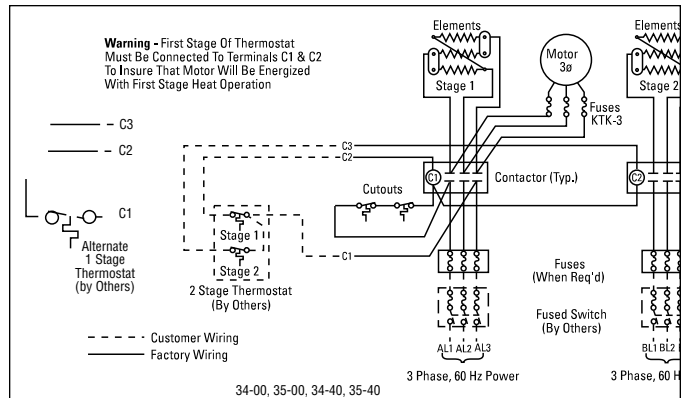 Warning - First Stage Of Thermostat
Must Be Connected To Terminals C1 & C2
To Insure That Motor Will Be Energized
With First Stage Heat Operation
Elements
Stage 1
Motor
3ø
Fuses
KTK-3
Elements
Stage 2
C3
C2
C1
Alternate
1 Stage
Thermostat
(by Others)
C3
C2
C1
Stage 1
Stage 2
2 Stage Thermostat
(By Others)
Cutouts
C1
Contactor (Typ.)
C2
Fuses
(When Req'd)
Fused Switch
(By Others)
AL1 AL2 AL3
BL1 BL2
3 Phase, 60 Hz Power
3 Phase, 60 H
Customer Wiring
Factory Wiring
34-00, 35-00, 34-40, 35-40